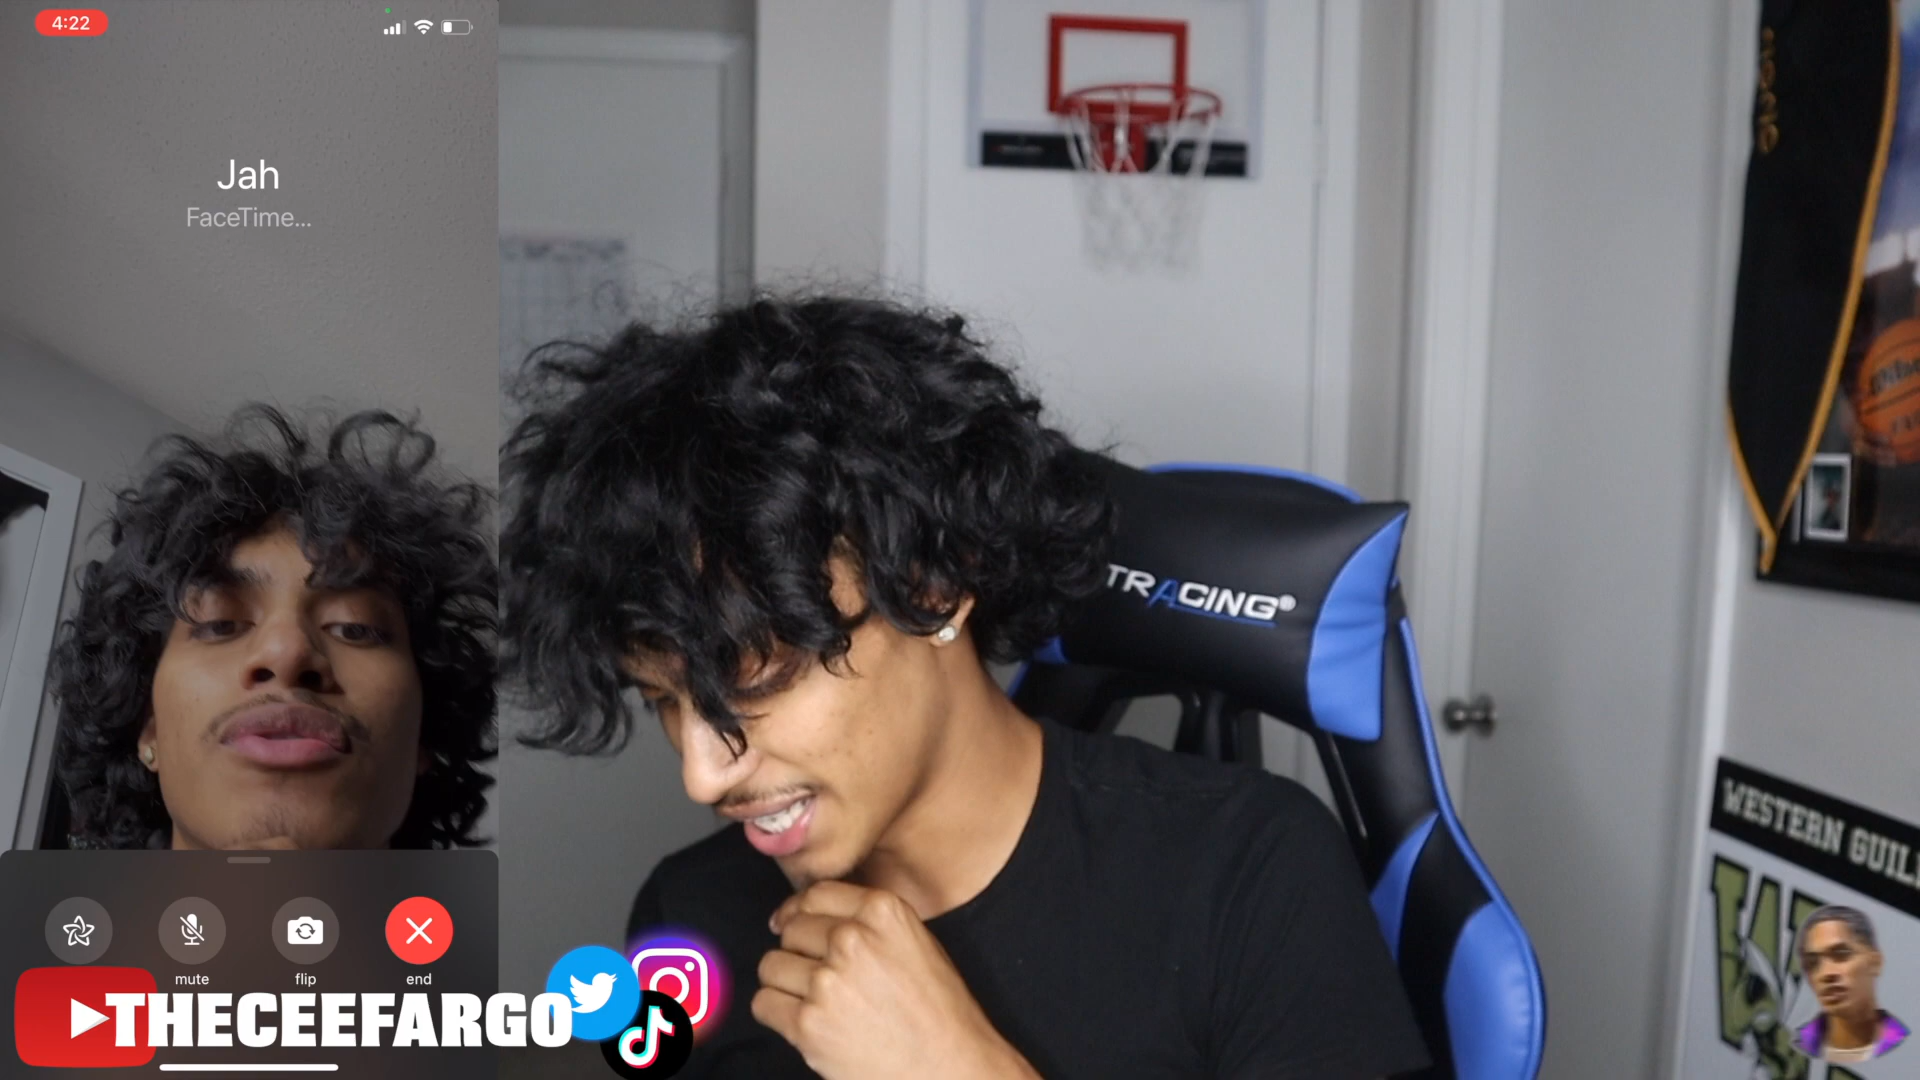 4:22
Jah
FaceTime...
mute
flip
end
THECEEFARGO
TRACING®
WESTERN GUIL